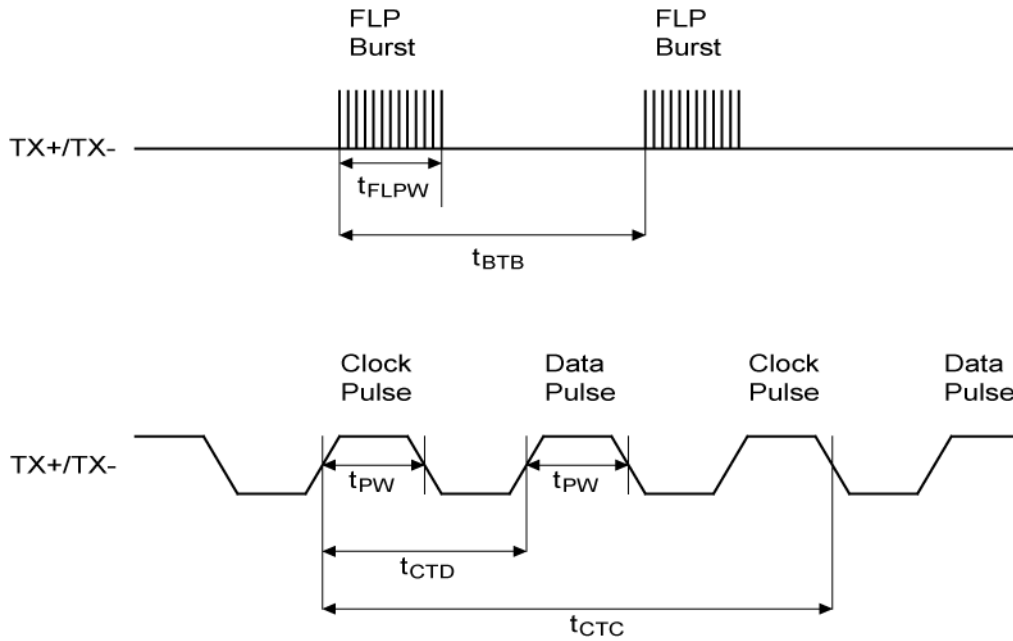 FLP
Burst
FLP
Burst
TX+/TX-
tFLPW
tBTB
Clock
Pulse
Data
Pulse
Clock
Pulse
Data
Pulse
TX+/TX-
tPW
tPW
tCTD
tCTC